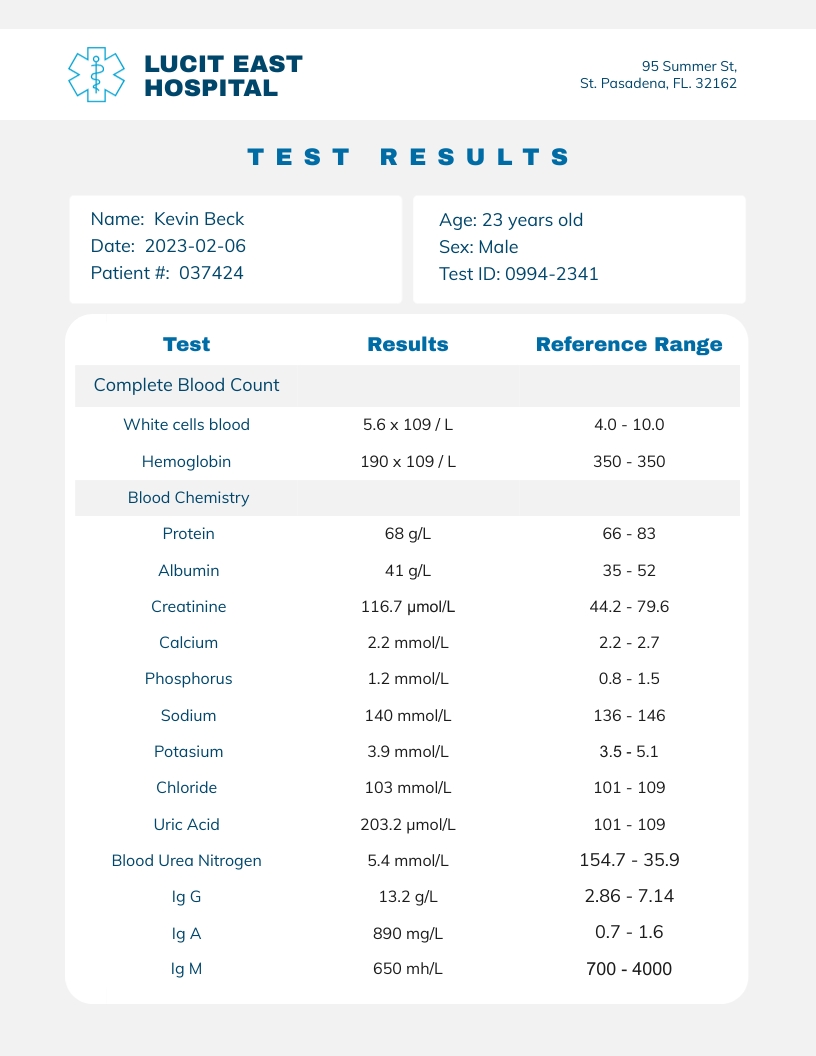 LUCIT EAST
HOSPITAL
95 Summer St,
St. Pasadena, FL. 32162
TEST RESULTS
Name: Kevin Beck
Date: 2023-02-06
Patient #: 037424
Age: 23 years old
Sex: Male
Test ID: 0994-2341
Test Results Reference Range
Complete Blood Count
White cells blood 5.6 x 109 / L 4.0 - 10.0
Hemoglobin 190 x 109 / L 350 - 350
Blood Chemistry
Protein 68 g/L 66 - 83
Albumin 41 g/L 35 - 52
Creatinine 116.7 µmol/L 44.2 - 79.6
Calcium 2.2 mmol/L 2.2 - 2.7
Phosphorus 1.2 mmol/L 0.8 - 1.5
Sodium 140 mmol/L 136 - 146
Potasium 3.9 mmol/L 3.5 - 5.1
Chloride 103 mmol/L 101 - 109
Uric Acid 203.2 µmol/L 101 - 109
Blood Urea Nitrogen 5.4 mmol/L 154.7 - 35.9
Ig G 13.2 g/L 2.86 - 7.14
Ig A 890 mg/L 0.7 - 1.6
Ig M 650 mh/L 700 - 4000